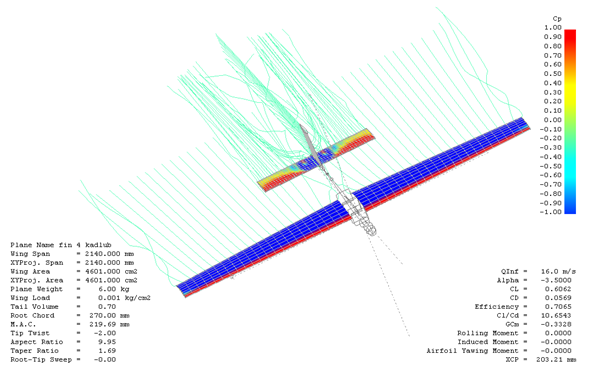 Cp
1.00
0.90
0.80
0.70
0.60
0.50
0.40
0.30
0.20
0.10
0.00
-0.10
-0.20
-0.30
-0.40
-0.50
-0.60
-0.70
-0.80
-0.90
-1.00
Plane Name fin 4 kadlub
Wing Span = 2140.000 mm
XYProj. Span = 2140.000 mm
Wing Area = 4601.000 cm2
XYProj. Area = 4601.000 cm2
Plane Weight = 6.00 kg
Wing Load = 0.001 kg/cm2
Tail Volume = 0.70
Root Chord = 270.00 mm
M.A.C. = 219.69 mm
Tip Twist = -2.00
Aspect Ratio = 9.95
Taper Ratio = 1.69
Root-Tip Sweep = -0.00
QInf = 16.0 m/s
Alpha = -3.5000
CL = 0.6062
CD = 0.0569
Efficiency = 0.7065
Cl/Cd = 10.6543
GCm = -0.3328
Rolling Moment = 0.0000
Induced Moment = 0.0000
Airfoil Yawing Moment = -0.0000
XCP = 203.21 mm